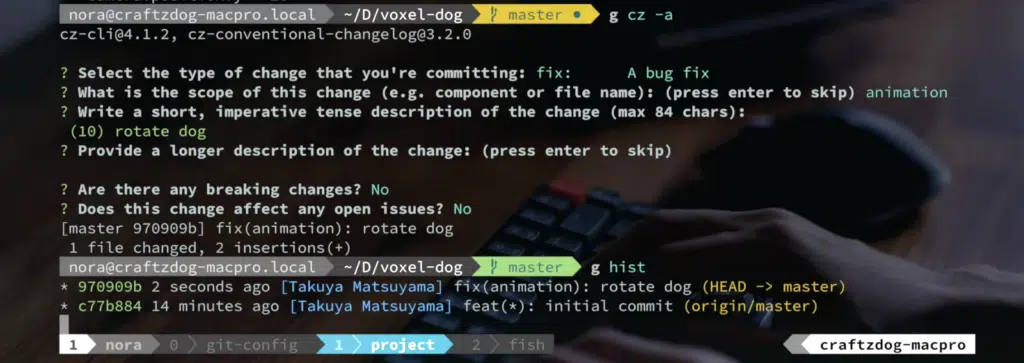 nora@craftzdog-macpro.local ~/D/voxel-dog master ● g cz -a
cz-cli@4.1.2, cz-conventional-changelog@3.2.0
? Select the type of change that you're committing: fix: A bug fix
? What is the scope of this change (e.g. component or file name): (press enter to skip) animation
? Write a short, imperative tense description of the change (max 84 chars):
(10) rotate dog
? Provide a longer description of the change: (press enter to skip)
? Are there any breaking changes? No
? Does this change affect any open issues? No
[master 970909b] fix(animation): rotate dog
1 file changed, 2 insertions(+)
nora@craftzdog-macpro.local ~/D/voxel-dog master g hist
* 970909b 2 seconds ago [Takuya Matsuyama] fix(animation): rotate dog (HEAD -> master)
* c77b884 14 minutes ago [Takuya Matsuyama] feat(*): initial commit (origin/master)
1 nora 0 git-config 1 project 2 fish craftzdog-macpro